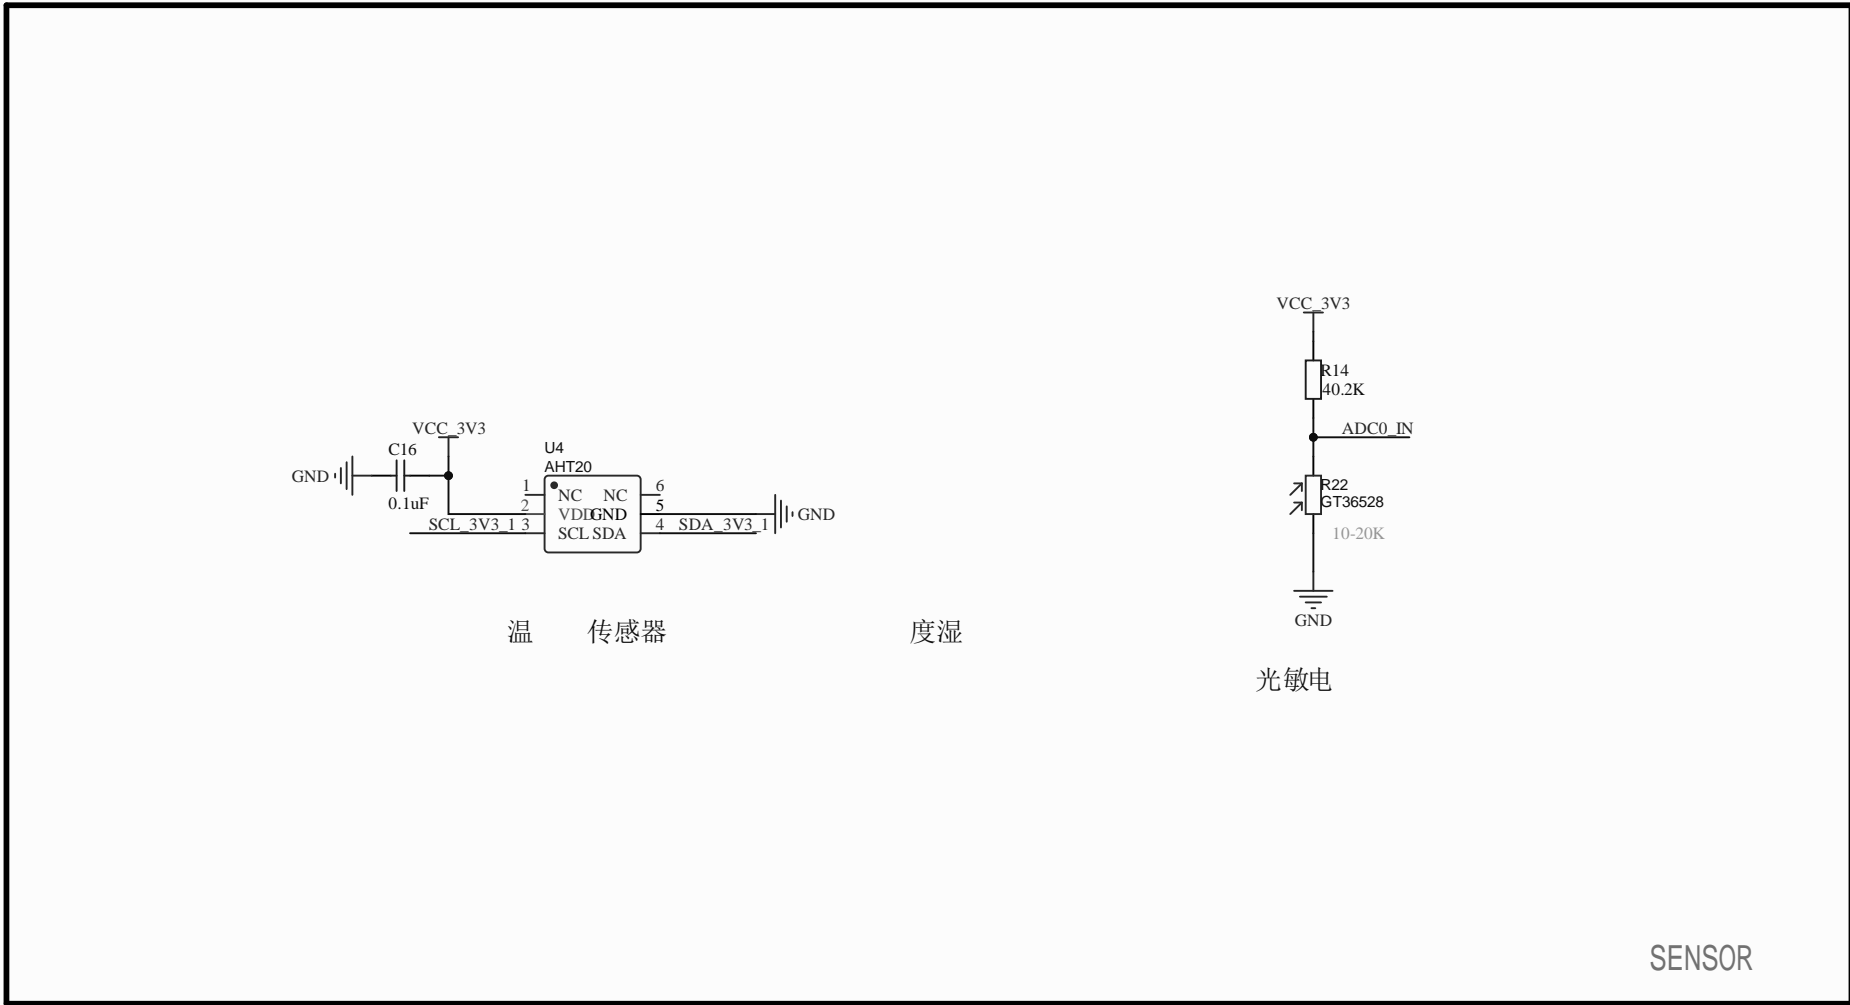 VCC_3V3
R14
40.2K
ADC0_IN
R22
GT36528
10-20K
GND
光敏电
VCC_3V3
C16
GND
0.1uF
U4
AHT20
1 NC NC 6
2 VDD GND 5
GND
SCL_3V3_1 3 SCL SDA 4 SDA_3V3_1
温 传感器 度湿
SENSOR